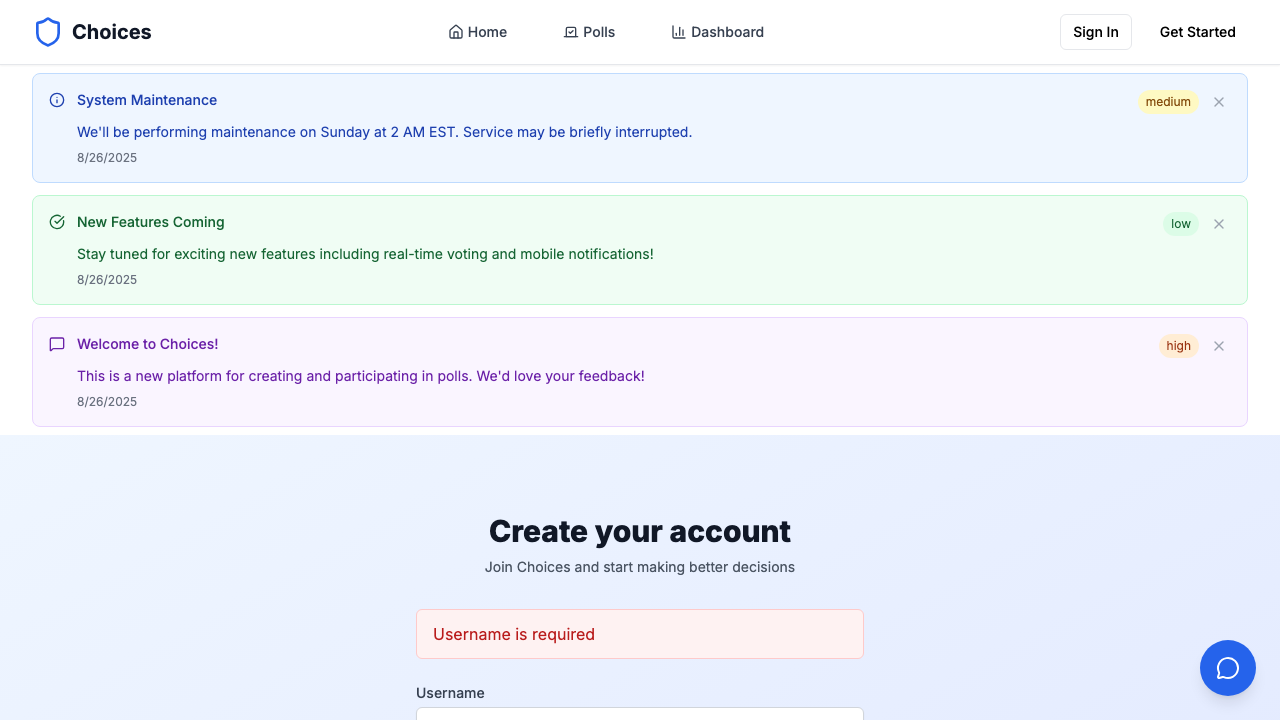 Choices
Home
Polls
Dashboard
Sign In
Get Started
System Maintenance
medium
We'll be performing maintenance on Sunday at 2 AM EST. Service may be briefly interrupted.
8/26/2025
New Features Coming
low
Stay tuned for exciting new features including real-time voting and mobile notifications!
8/26/2025
Welcome to Choices!
high
This is a new platform for creating and participating in polls. We'd love your feedback!
8/26/2025
Create your account
Join Choices and start making better decisions
Username is required
Username